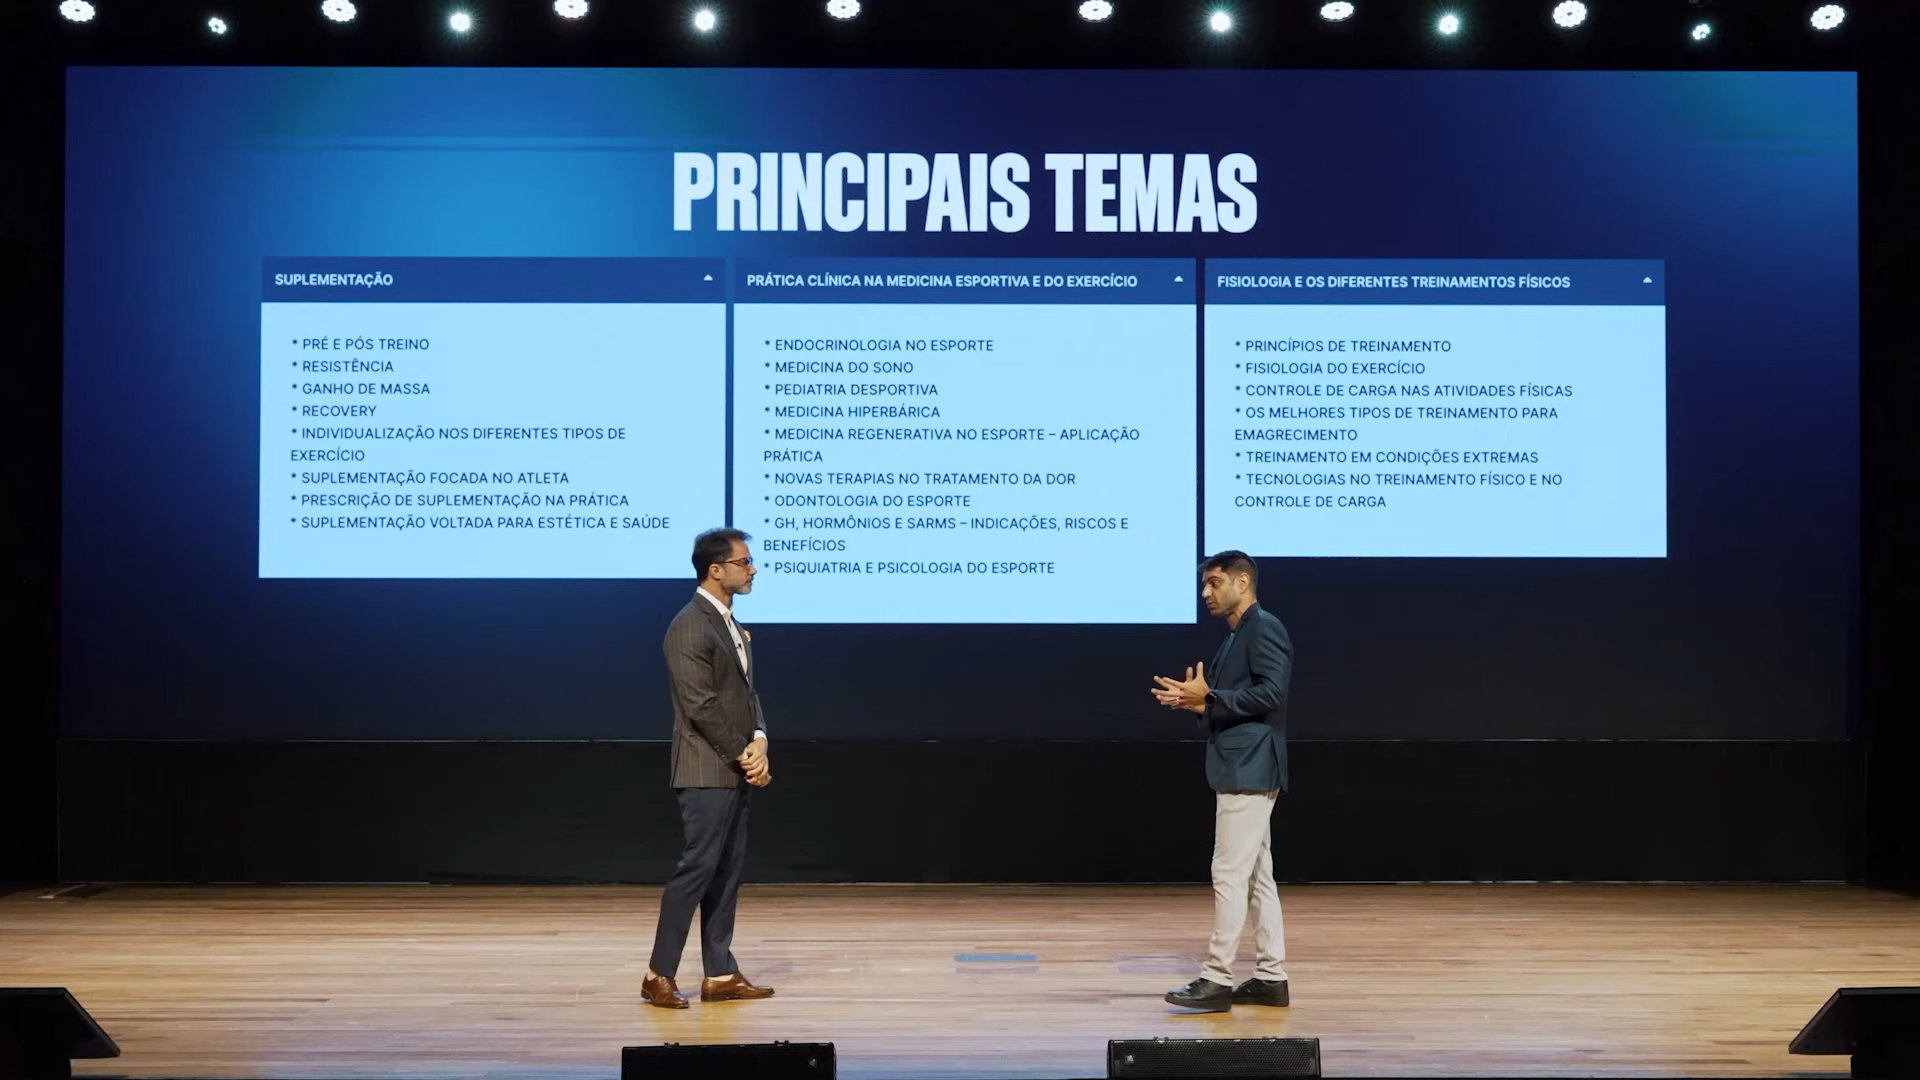 PRINCIPAIS TEMAS
SUPLEMENTAÇÃO
* PRÉ E PÓS TREINO
* RESISTÊNCIA
* GANHO DE MASSA
* RECOVERY
* INDIVIDUALIZAÇÃO NOS DIFERENTES TIPOS DE
EXERCÍCIO
* SUPLEMENTAÇÃO FOCADA NO ATLETA
* PRESCRIÇÃO DE SUPLEMENTAÇÃO NA PRÁTICA
* SUPLEMENTAÇÃO VOLTADA PARA ESTÉTICA E SAÚDE
PRÁTICA CLÍNICA NA MEDICINA ESPORTIVA E DO EXERCÍCIO
* ENDOCRINOLOGIA NO ESPORTE
* MEDICINA DO SONO
* PEDIATRIA DESPORTIVA
* MEDICINA HIPERBÁRICA
* MEDICINA REGENERATIVA NO ESPORTE – APLICAÇÃO
PRÁTICA
* NOVAS TERAPIAS NO TRATAMENTO DA DOR
* ODONTOLOGIA DO ESPORTE
* GH, HORMÔNIOS E SARMS – INDICAÇÕES, RISCOS E
BENEFÍCIOS
* PSIQUIATRIA E PSICOLOGIA DO ESPORTE
FISIOLOGIA E OS DIFERENTES TREINAMENTOS FÍSICOS
* PRINCÍPIOS DE TREINAMENTO
* FISIOLOGIA DO EXERCÍCIO
* CONTROLE DE CARGA NAS ATIVIDADES FÍSICAS
* OS MELHORES TIPOS DE TREINAMENTO PARA
EMAGRECIMENTO
* TREINAMENTO EM CONDIÇÕES EXTREMAS
* TECNOLOGIAS NO TREINAMENTO FÍSICO E NO
CONTROLE DE CARGA